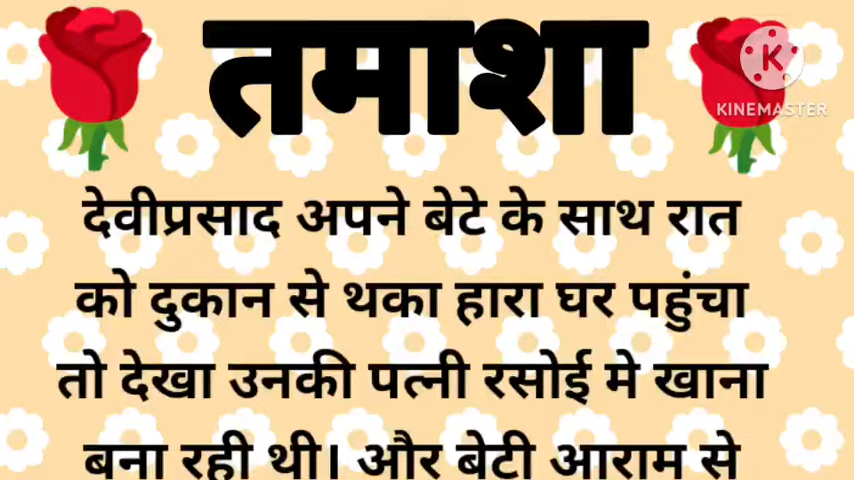 तमाशा
KINEMASTER
देवीप्रसाद अपने बेटे के साथ रात
को दुकान से थका हारा घर पहुंचा
तो देखा उनकी पत्नी रसोई मे खाना
बना रही थी। और बेटी आराम से